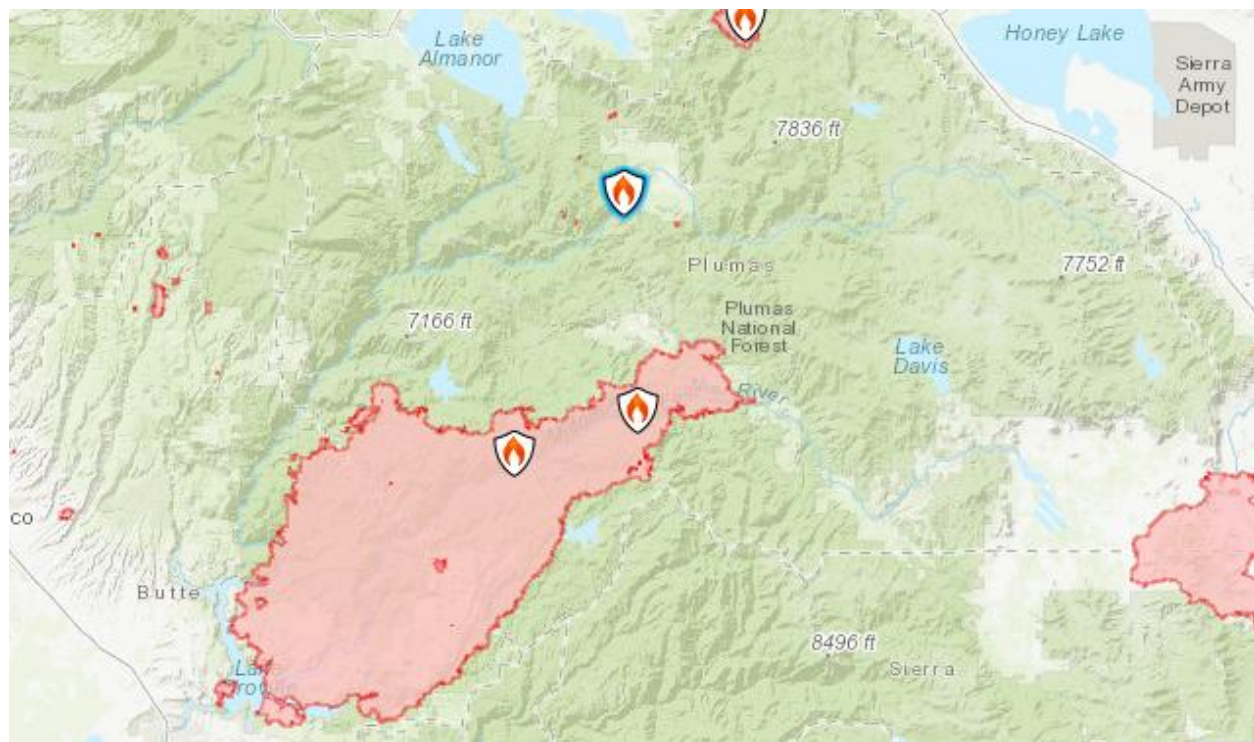 Lake
Almanor
Honey Lake
Sierra
Army
Depot
7836 ft
Plumas
7752 ft
Plumas
National
Forest
7166 ft
Lake
Davis
River
co
Butte
8496 ft
Sierra